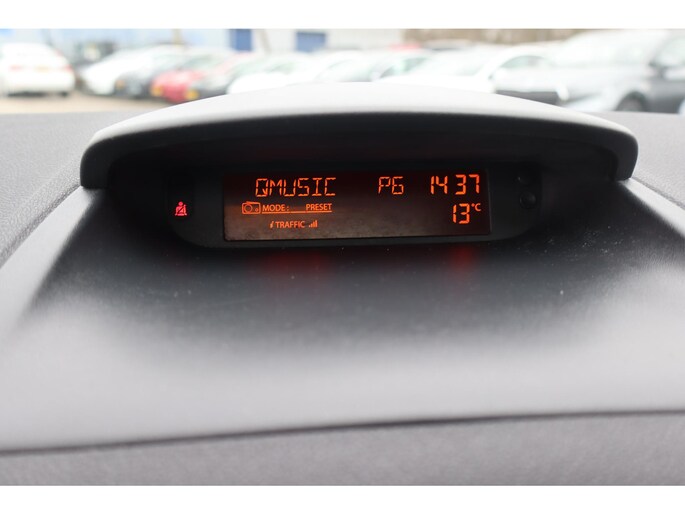 QMUSIC P6 14 37
MODE: PRESET 13°C
i TRAFFIC